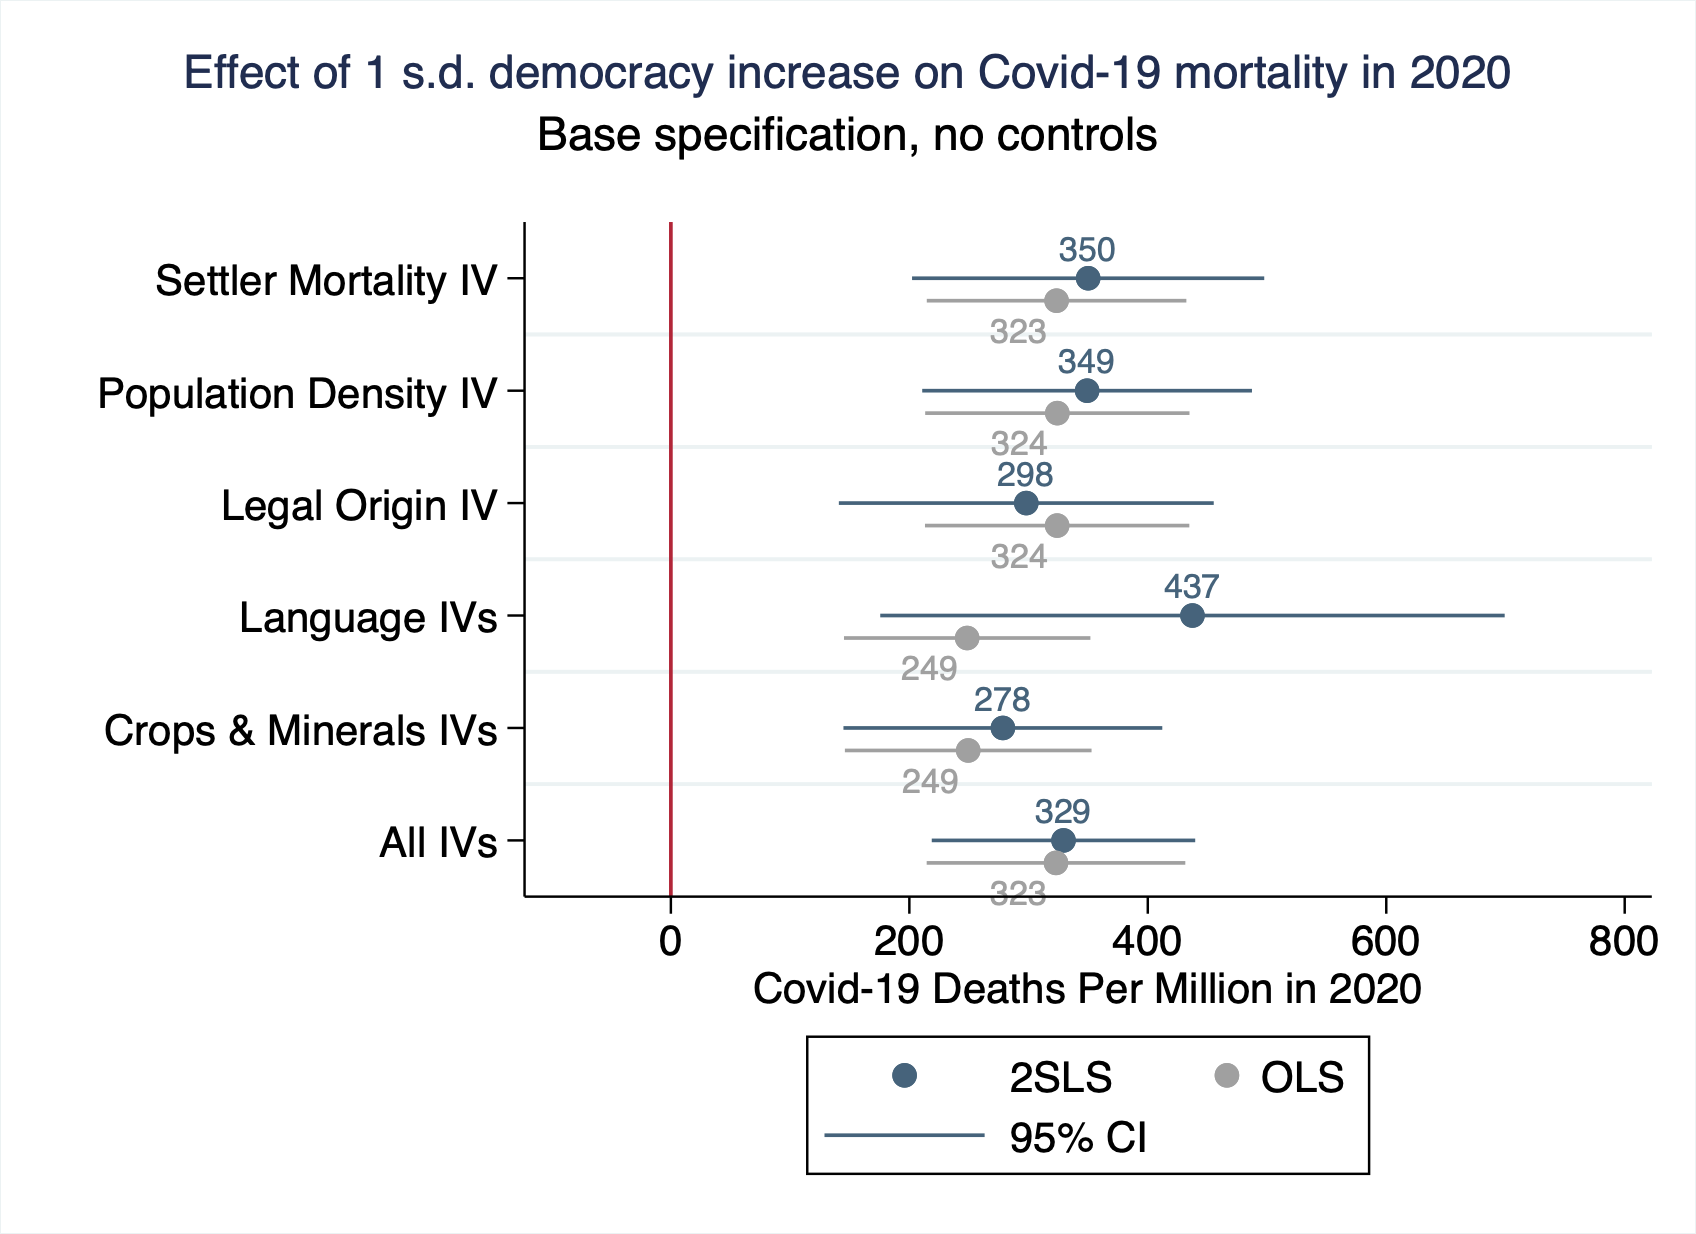 Effect of 1 s.d. democracy increase on Covid-19 mortality in 2020
Base specification, no controls
350
Settler Mortality IV
323
349
Population Density IV
324
298
Legal Origin IV
324
437
Language IVs
249
278
Crops & Minerals IVs
249
329
All IVs
323
0 200 400 600 800
Covid-19 Deaths Per Million in 2020
2SLS OLS
95% CI